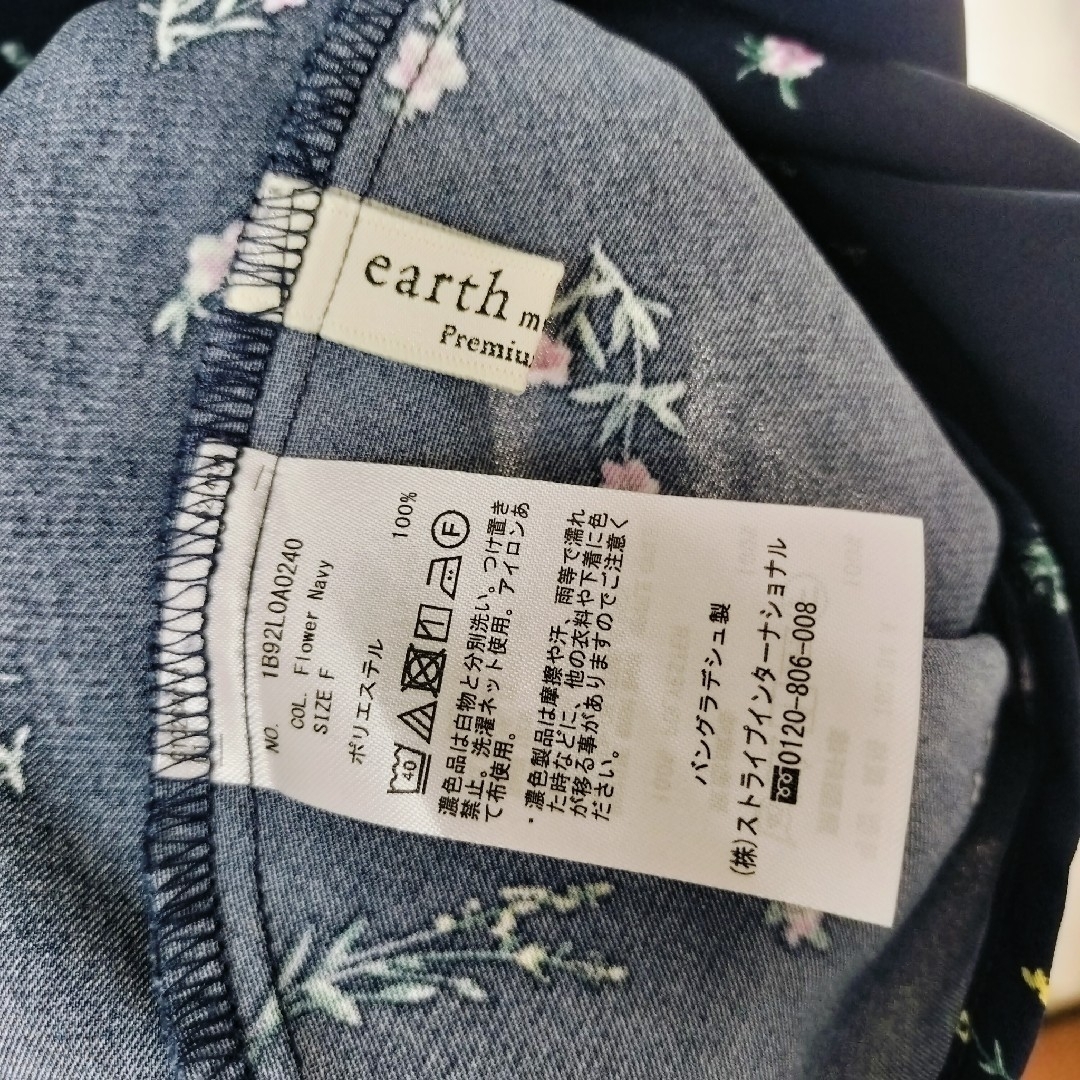 earth m
Premiu
NO. 1B92L0A0240
COL. Flower Navy
SIZE F
ポリエステル 100%
40 F
濃色品は白物と分別洗い。つけ置き
禁止。洗濯ネット使用。アイロンあ
て布使用。
・濃色製品は摩擦や汗、雨等で濡れ
た時などに、他の衣料や下着に色
が移る事がありますのでご注意く
ださい。
バングラデシュ製
(株)ストライプインターナショナル
0120-806-008